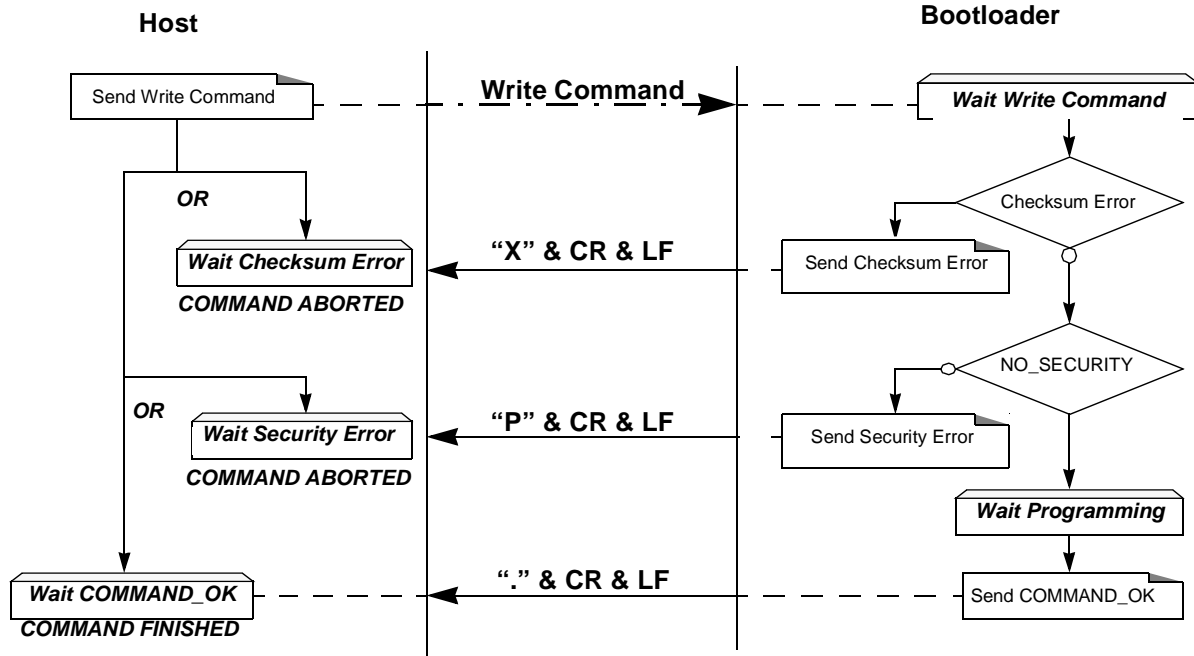 Host
Bootloader
Send Write Command
Write Command
Wait Write Command
OR
Checksum Error
Wait Checksum Error
“X” & CR & LF
Send Checksum Error
COMMAND ABORTED
NO_SECURITY
OR
Wait Security Error
“P” & CR & LF
Send Security Error
COMMAND ABORTED
Wait Programming
Wait COMMAND_OK
“.” & CR & LF
Send COMMAND_OK
COMMAND FINISHED